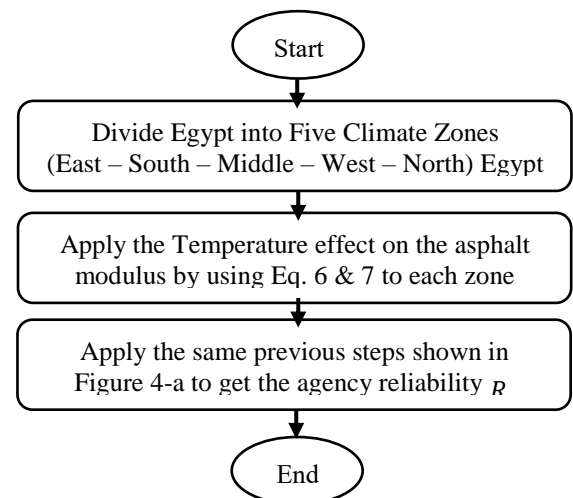 Start
Divide Egypt into Five Climate Zones
(East – South – Middle – West – North) Egypt
Apply the Temperature effect on the asphalt
modulus by using Eq. 6 & 7 to each zone
Apply the same previous steps shown in
Figure 4-a to get the agency reliability R
End